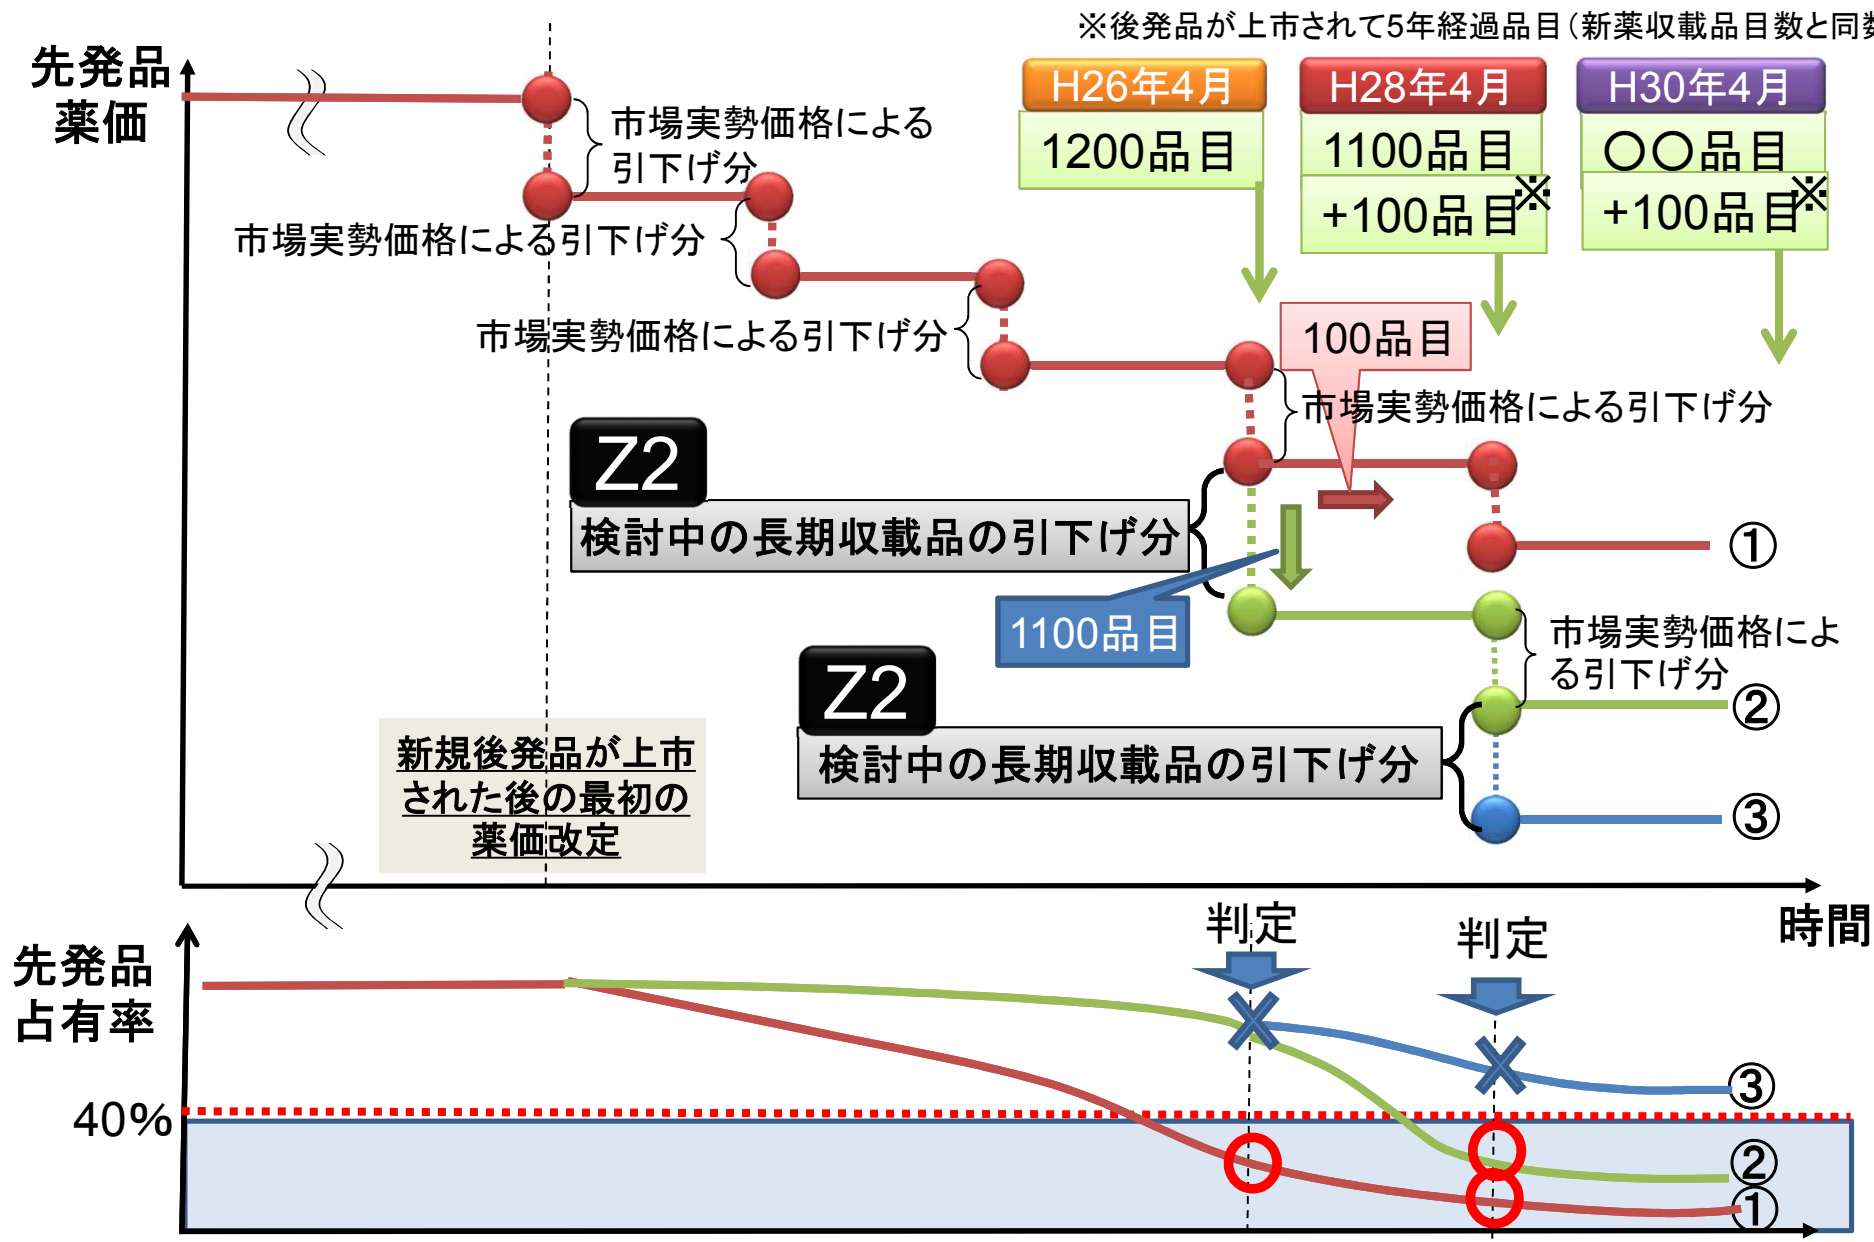 ※後発品が上市されて5年経過品目(新薬収載品目数と同数
先発品
薬価
H26年4月
1200品目
H28年4月
1100品目
+100品目※
H30年4月
〇〇品目
+100品目※
市場実勢価格による
引下げ分
市場実勢価格による引下げ分
市場実勢価格による引下げ分
100品目
市場実勢価格による引下げ分
Z2
検討中の長期収載品の引下げ分
①
1100品目
市場実勢価格によ
る引下げ分
Z2
検討中の長期収載品の引下げ分
②
③
新規後発品が上市
された後の最初の
薬価改定
時間
判定
判定
先発品
占有率
40%
③
②
①